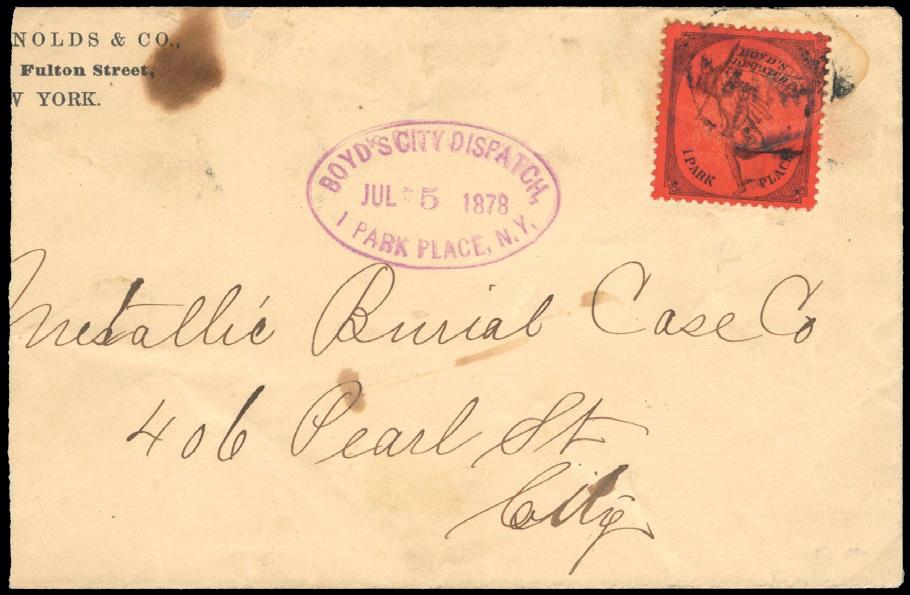 NOLDS & CO.,
Fulton Street,
YORK.
BOYD'S CITY DISPATCH,
JUL 5 1878
1 PARK PLACE, N.Y.
BOYD'S
DISPATCH
1 PARK PLACE
Metallic Burial Case Co
406 Pearl St
City